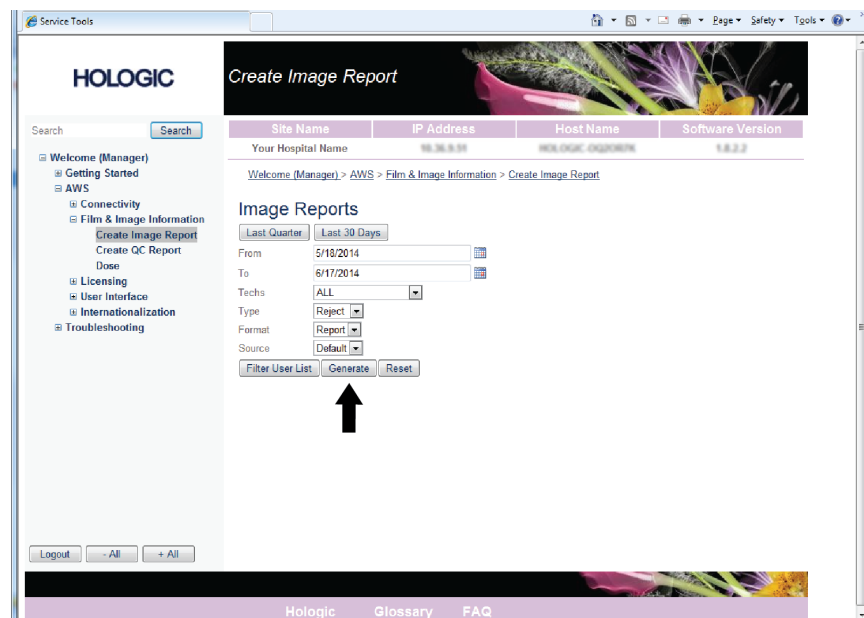 Service Tools
Page Safety Tools
HOLOGIC
Create Image Report
Search Search
Site Name IP Address Host Name Software Version
Your Hospital Name
Welcome (Manager)
Getting Started
AWS
Connectivity
Film & Image Information
Create Image Report
Create QC Report
Dose
Licensing
User Interface
Internationalization
Troubleshooting
Welcome (Manager) > AWS > Film & Image Information > Create Image Report
Image Reports
Last Quarter Last 30 Days
From 5/18/2014
To 6/17/2014
Techs ALL
Type Reject
Format Report
Source Default
Filter User List Generate Reset
Logout - All + All
Hologic Glossary FAQ